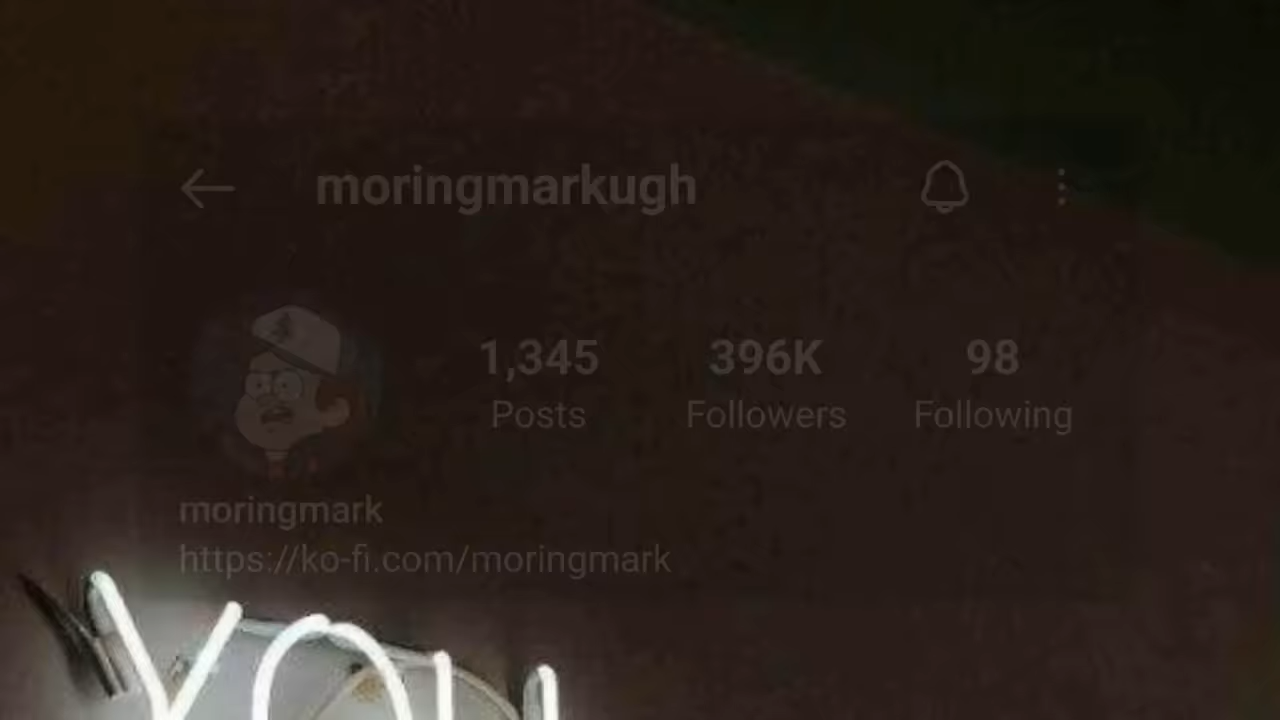 moringmarkugh
1,345 396K 98
Posts Followers Following
moringmark
https://ko-fi.com/moringmark
YOU